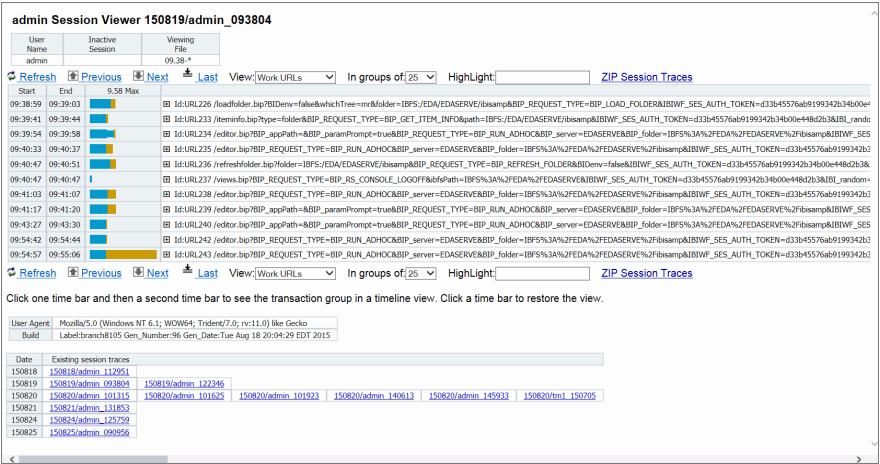 admin Session Viewer 150819/admin_093804
User Name Inactive Session Viewing File
admin 09.38-*
Refresh Previous Next Last View: Work URLs In groups of: 25 HighLight: ZIP Session Traces
Start End 9.58 Max
09:38:59 09:39:03 Id:URL226 /loadfolder.bip?BIDenv=false&whichTree=mr&folder=IBFS:/EDA/EDASERVE/ibisamp&BIP_REQUEST_TYPE=BIP_LOAD_FOLDER&IBIWF_SES_AUTH_TOKEN=d33b45576ab9199342b34b00e4
09:39:41 09:39:44 Id:URL233 /iteminfo.bip?type=folder&BIP_REQUEST_TYPE=BIP_GET_ITEM_INFO&path=IBFS:/EDA/EDASERVE/ibisamp&IBIWF_SES_AUTH_TOKEN=d33b45576ab9199342b34b00e448d2b3&IBI_rando
09:39:54 09:39:58 Id:URL234 /editor.bip?BIP_appPath=&BIP_paramPrompt=true&BIP_REQUEST_TYPE=BIP_RUN_ADHOC&BIP_server=EDASERVE&BIP_folder=IBFS%3A%2FEDA%2FEDASERVE%2Fibisamp&IBIWF_SES
09:40:33 09:40:37 Id:URL235 /editor.bip?BIP_REQUEST_TYPE=BIP_RUN_ADHOC&BIP_server=EDASERVE&BIP_folder=IBFS%3A%2FEDA%2FEDASERVE%2Fibisamp&IBIWF_SES_AUTH_TOKEN=d33b45576ab9199342b3
09:40:47 09:40:51 Id:URL236 /refreshfolder.bip?folder=IBFS:/EDA/EDASERVE/ibisamp&BIP_REQUEST_TYPE=BIP_REFRESH_FOLDER&BIDenv=false&IBIWF_SES_AUTH_TOKEN=d33b45576ab9199342b34b00e448d2b3&
09:40:47 09:40:47 Id:URL237 /views.bip?BIP_REQUEST_TYPE=BIP_RS_CONSOLE_LOGOFF&ibfsPath=IBFS%3A%2FEDA%2FEDASERVE&IBIWF_SES_AUTH_TOKEN=d33b45576ab9199342b34b00e448d2b3&IBI_random=
09:41:03 09:41:07 Id:URL238 /editor.bip?BIP_REQUEST_TYPE=BIP_RUN_ADHOC&BIP_server=EDASERVE&BIP_folder=IBFS%3A%2FEDA%2FEDASERVE%2Fibisamp&IBIWF_SES_AUTH_TOKEN=d33b45576ab9199342b3
09:41:17 09:41:20 Id:URL239 /editor.bip?BIP_appPath=&BIP_paramPrompt=true&BIP_REQUEST_TYPE=BIP_RUN_ADHOC&BIP_server=EDASERVE&BIP_folder=IBFS%3A%2FEDA%2FEDASERVE%2Fibisamp&IBIWF_SES
09:43:27 09:43:30 Id:URL240 /editor.bip?BIP_appPath=&BIP_paramPrompt=true&BIP_REQUEST_TYPE=BIP_RUN_ADHOC&BIP_server=EDASERVE&BIP_folder=IBFS%3A%2FEDA%2FEDASERVE%2Fibisamp&IBIWF_SES
09:54:42 09:54:44 Id:URL242 /editor.bip?BIP_REQUEST_TYPE=BIP_RUN_ADHOC&BIP_server=EDASERVE&BIP_folder=IBFS%3A%2FEDA%2FEDASERVE%2Fibisamp&IBIWF_SES_AUTH_TOKEN=d33b45576ab9199342b3
09:54:57 09:55:06 Id:URL243 /editor.bip?BIP_REQUEST_TYPE=BIP_RUN_ADHOC&BIP_server=EDASERVE&BIP_folder=IBFS%3A%2FEDA%2FEDASERVE%2Fibisamp&IBIWF_SES_AUTH_TOKEN=d33b45576ab9199342b3
Refresh Previous Next Last View: Work URLs In groups of: 25 HighLight: ZIP Session Traces
Click one time bar and then a second time bar to see the transaction group in a timeline view. Click a time bar to restore the view.
User Agent Mozilla/5.0 (Windows NT 6.1; WOW64; Trident/7.0; rv:11.0) like Gecko
Build Label:branch8105 Gen_Number:96 Gen_Date:Tue Aug 18 20:04:29 EDT 2015
Date Existing session traces
150818 150818/admin_112951
150819 150819/admin_093804 150819/admin_122346
150820 150820/admin_101315 150820/admin_101625 150820/admin_101923 150820/admin_140613 150820/admin_145933 150820/tm1_150705
150821 150821/admin_131853
150824 150824/admin_125759
150825 150825/admin_090956